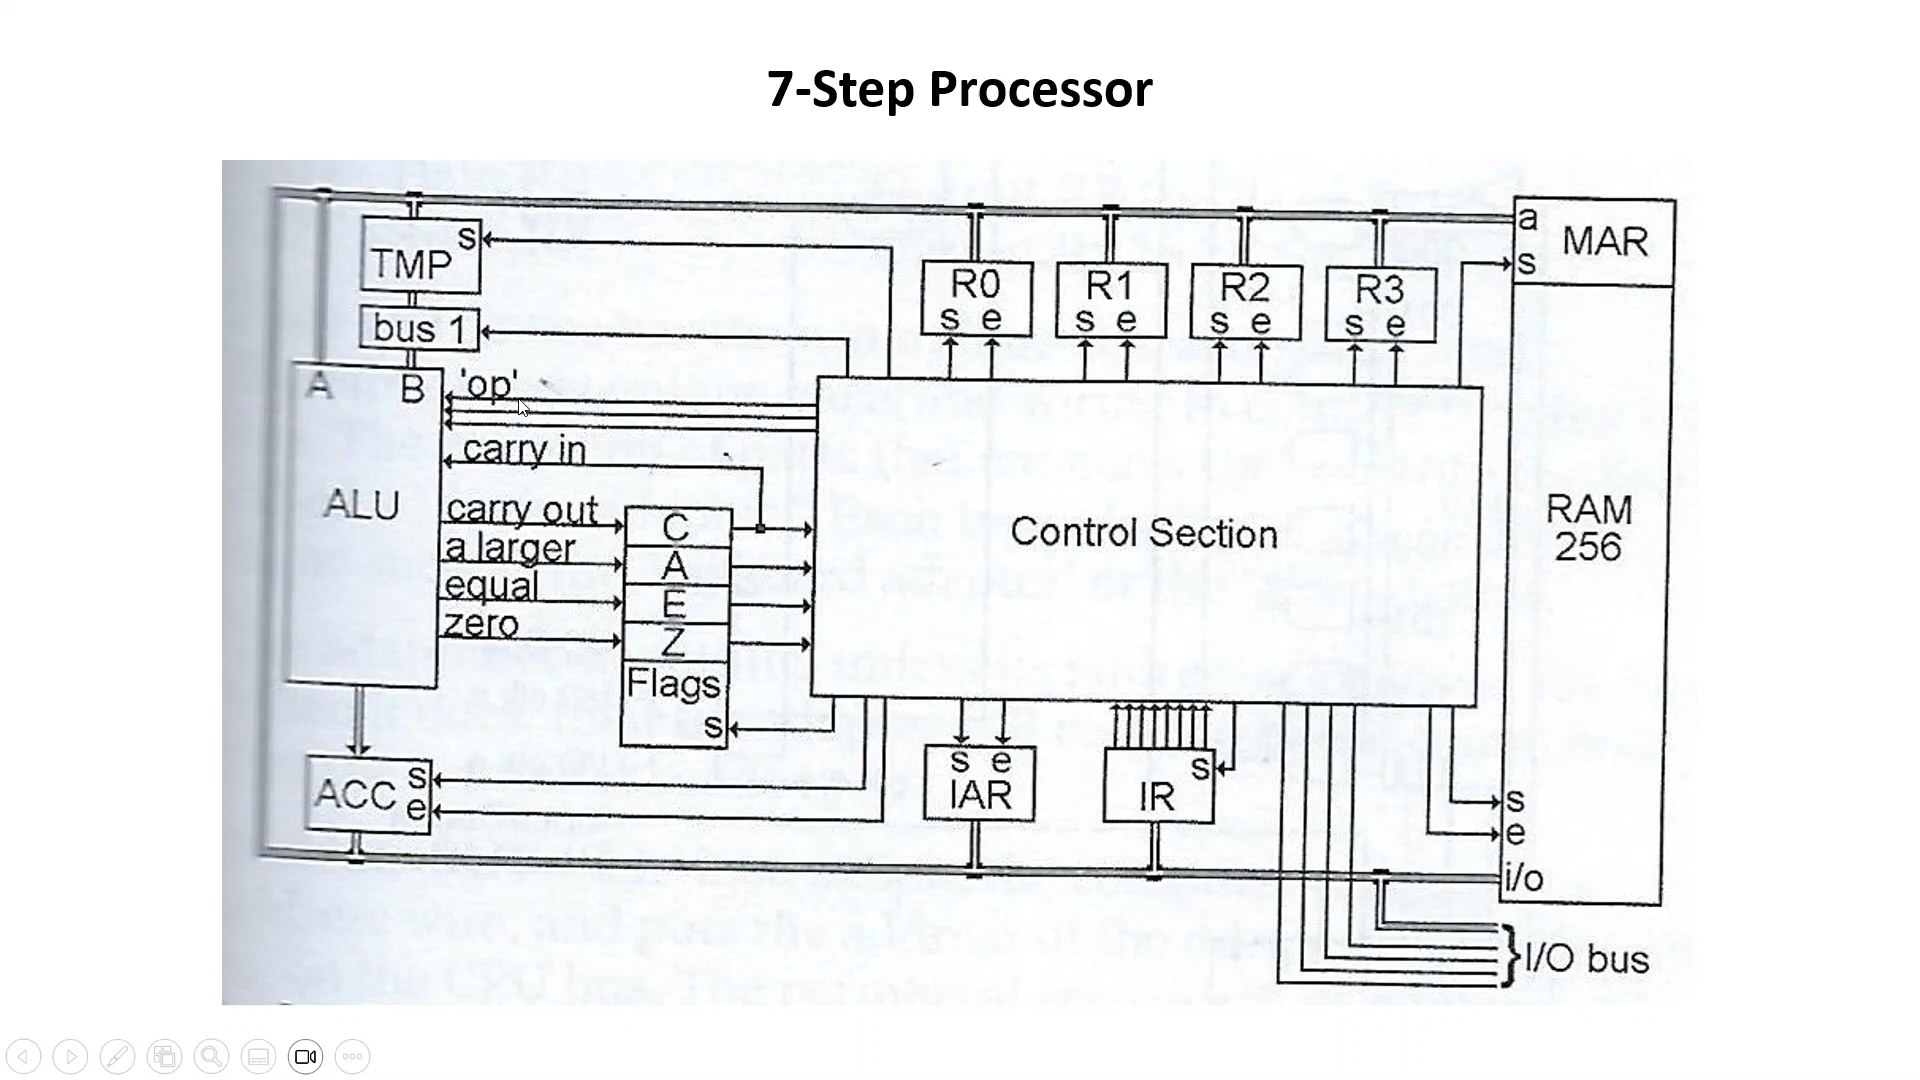 7-Step Processor
a
MAR
s
s
TMP
R0
s e
R1
s e
R2
s e
R3
s e
bus 1
A
B
'op'
carry in
ALU
carry out
C
a larger
A
equal
E
zero
Z
Flags
s
Control Section
RAM
256
ACC
s
e
s e
IAR
s
IR
s
e
i/o
I/O bus